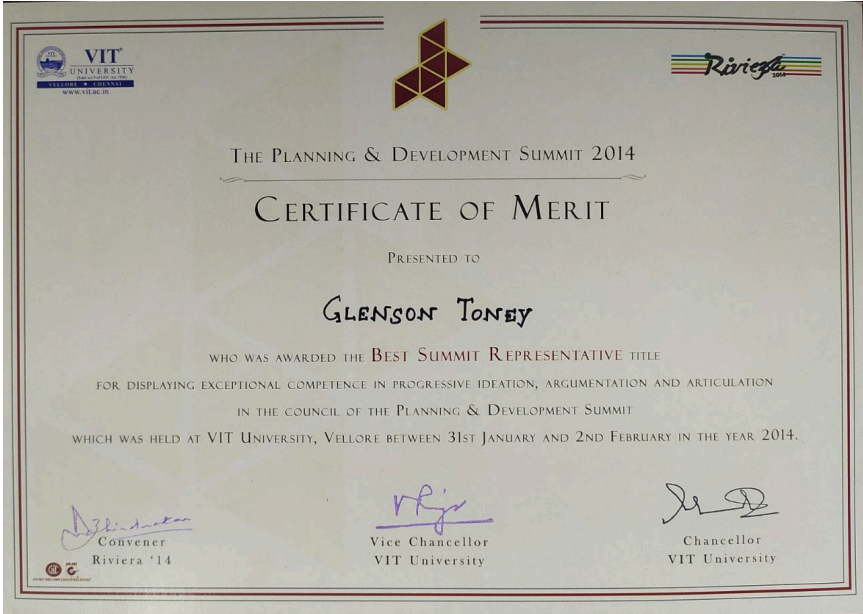 VIT
UNIVERSITY
VELLORE • CHENNAI
www.vit.ac.in
Riviera
2014
THE PLANNING & DEVELOPMENT SUMMIT 2014
CERTIFICATE OF MERIT
PRESENTED TO
GLENSON TONEY
WHO WAS AWARDED THE BEST SUMMIT REPRESENTATIVE TITLE
FOR DISPLAYING EXCEPTIONAL COMPETENCE IN PROGRESSIVE IDEATION, ARGUMENTATION AND ARTICULATION
IN THE COUNCIL OF THE PLANNING & DEVELOPMENT SUMMIT
WHICH WAS HELD AT VIT UNIVERSITY, VELLORE BETWEEN 31ST JANUARY AND 2ND FEBRUARY IN THE YEAR 2014.
Convener
Riviera '14
Vice Chancellor
VIT University
Chancellor
VIT University